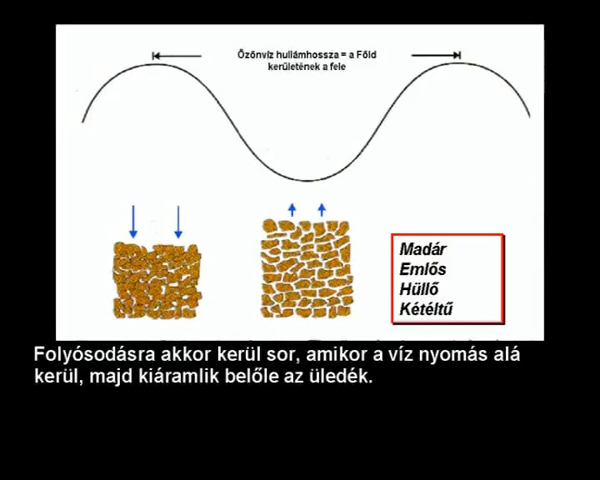 Özönvíz hullámhossza = a Föld
kerületének a fele
Madár
Emlős
Hüllő
Kétéltű
Folyósodásra akkor kerül sor, amikor a víz nyomás alá
kerül, majd kiáramlik belőle az üledék.